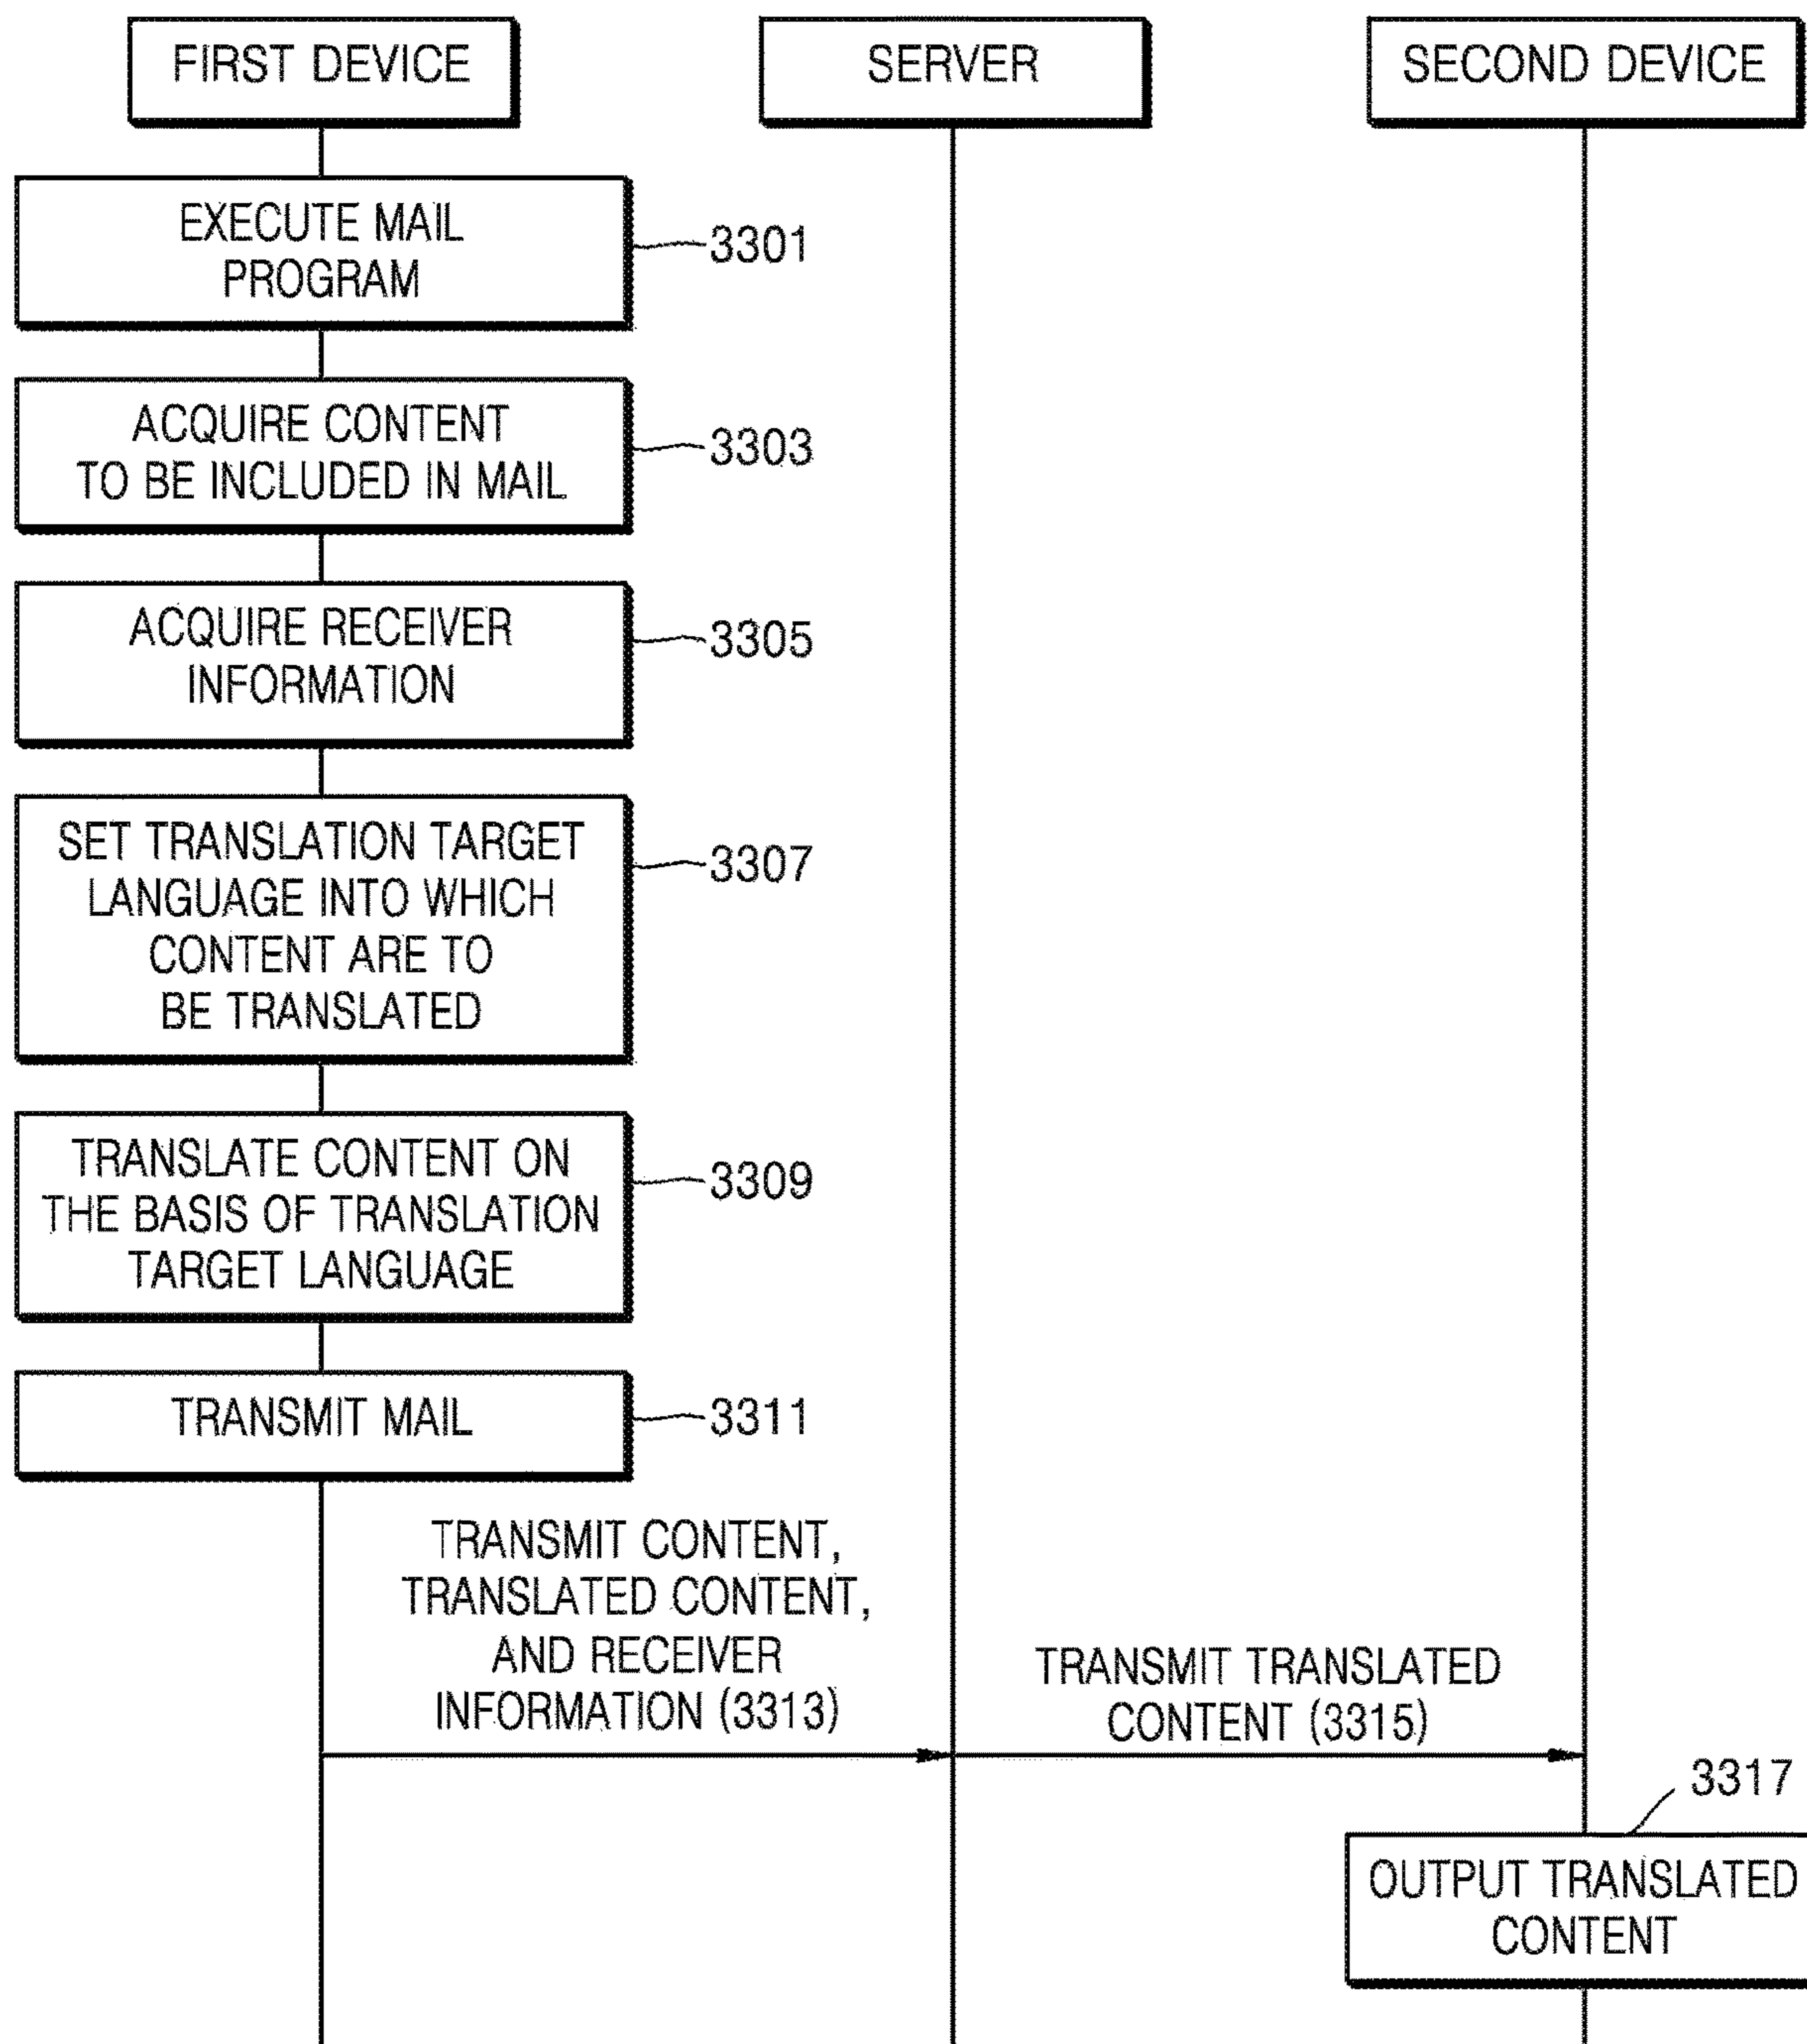 FIRST DEVICE
SERVER
SECOND DEVICE
EXECUTE MAIL
PROGRAM
3301
ACQUIRE CONTENT
TO BE INCLUDED IN MAIL
3303
ACQUIRE RECEIVER
INFORMATION
3305
SET TRANSLATION TARGET
LANGUAGE INTO WHICH
CONTENT ARE TO
BE TRANSLATED
3307
TRANSLATE CONTENT ON
THE BASIS OF TRANSLATION
TARGET LANGUAGE
3309
TRANSMIT MAIL
3311
TRANSMIT CONTENT,
TRANSLATED CONTENT,
AND RECEIVER
INFORMATION (3313)
TRANSMIT TRANSLATED
CONTENT (3315)
3317
OUTPUT TRANSLATED
CONTENT